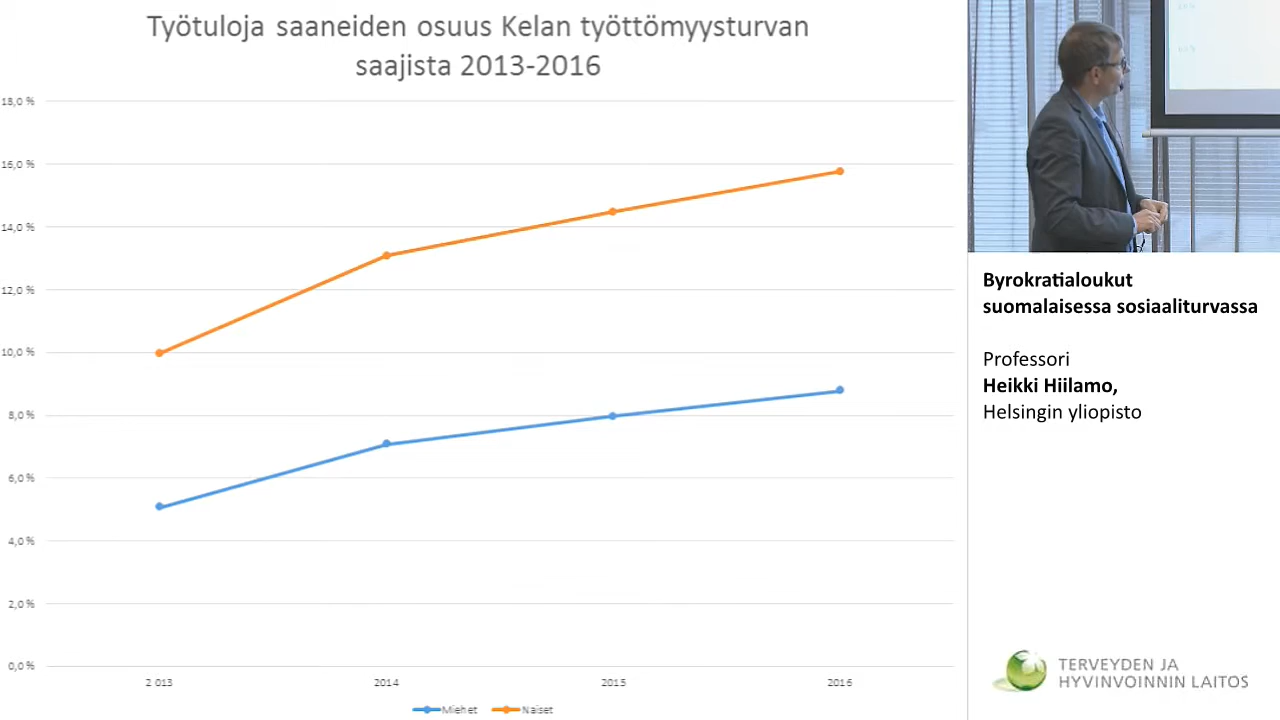 Työtuloja saaneiden osuus Kelan työttömyysturvan
saajista 2013-2016
18,0 %
16,0 %
14,0 %
12,0 %
10,0 %
8,0 %
6,0 %
4,0 %
2,0 %
0,0 %
2 013
2014
2015
2016
Miehet
Naiset
Byrokratialoukut
suomalaisessa sosiaaliturvassa
Professori
Heikki Hiilamo,
Helsingin yliopisto
TERVEYDEN JA
HYVINVOINNIN LAITOS